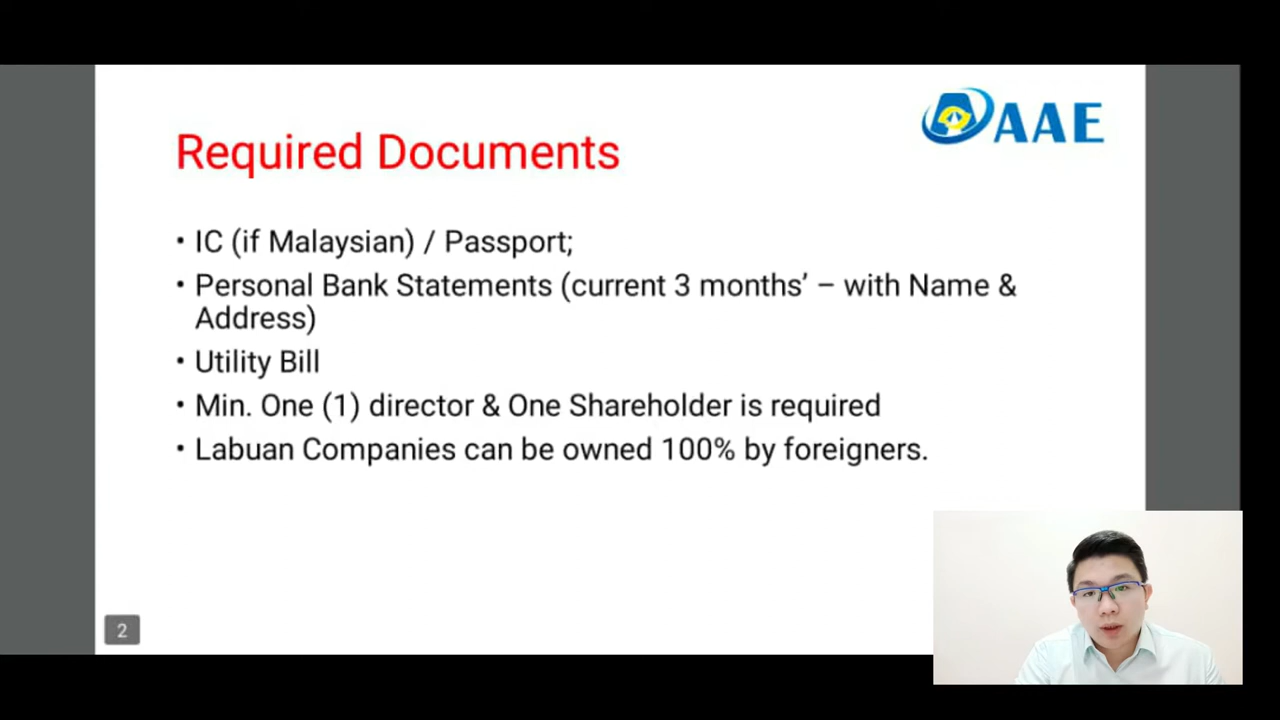 AAE
Required Documents
• IC (if Malaysian) / Passport;
• Personal Bank Statements (current 3 months’ – with Name &
Address)
• Utility Bill
• Min. One (1) director & One Shareholder is required
• Labuan Companies can be owned 100% by foreigners.
2